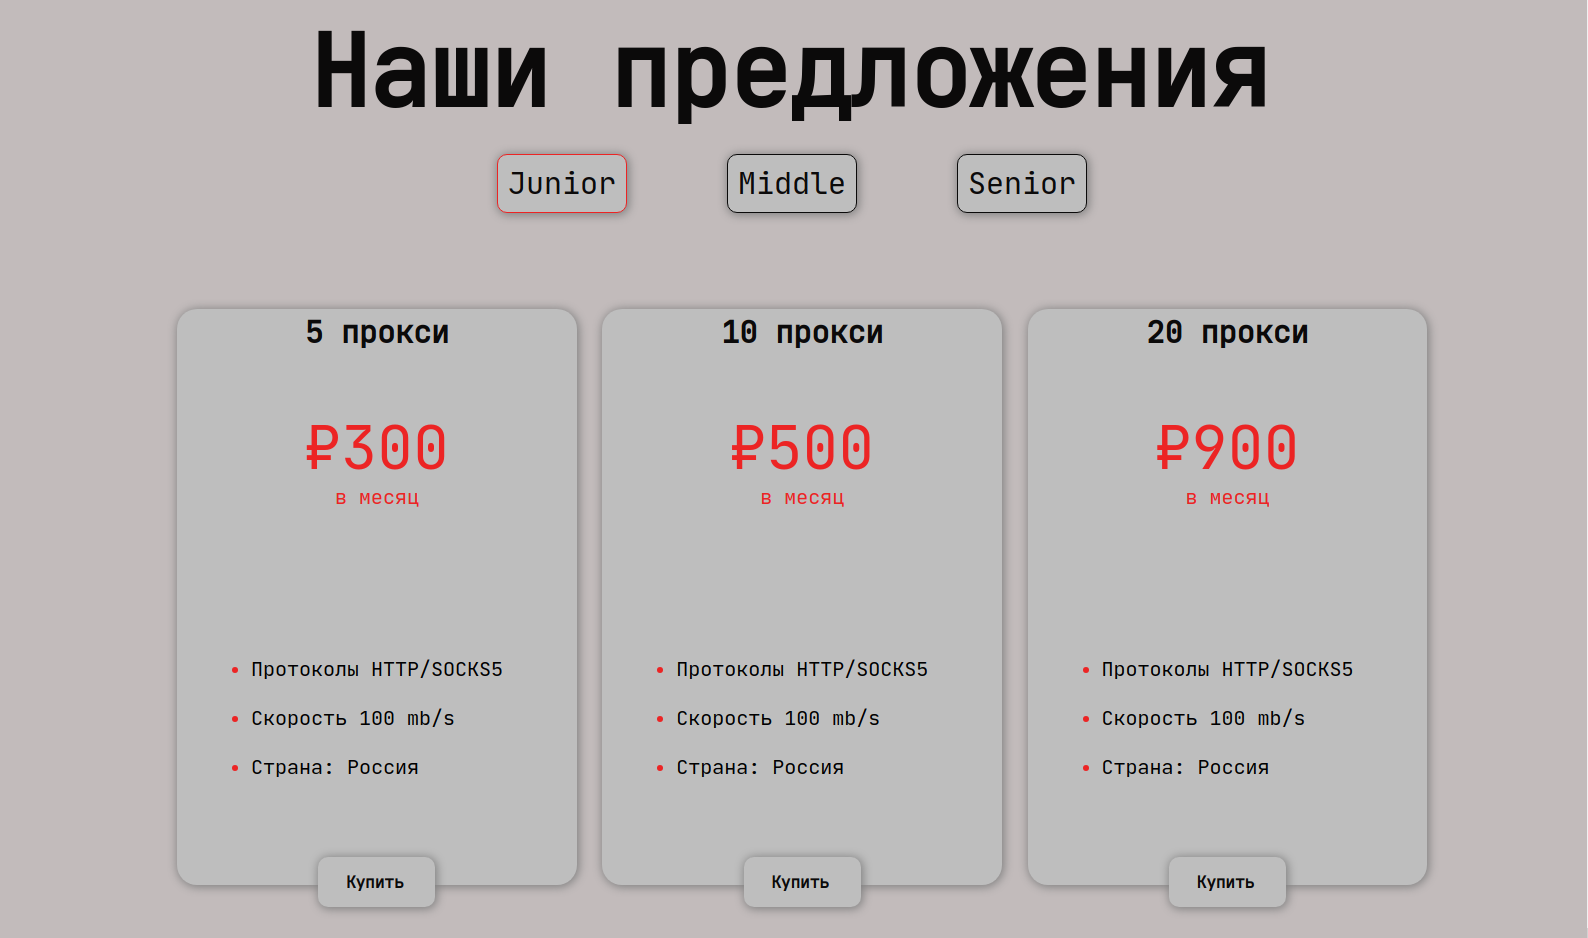 Наши предложения
Junior
Middle
Senior
5 прокси
₽300
в месяц
Протоколы HTTP/SOCKS5
Скорость 100 mb/s
Страна: Россия
Купить
10 прокси
₽500
в месяц
Протоколы HTTP/SOCKS5
Скорость 100 mb/s
Страна: Россия
Купить
20 прокси
₽900
в месяц
Протоколы HTTP/SOCKS5
Скорость 100 mb/s
Страна: Россия
Купить